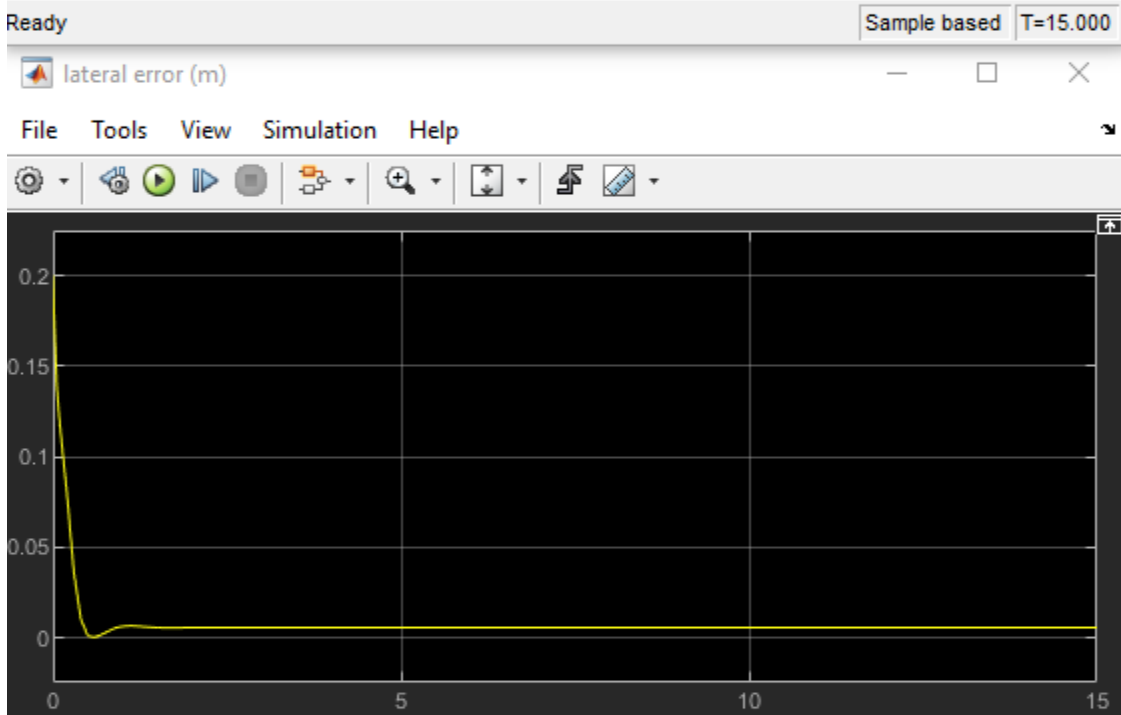 Ready Sample based T=15.000
lateral error (m)
File Tools View Simulation Help
0.2
0.15
0.1
0.05
0
0 5 10 15